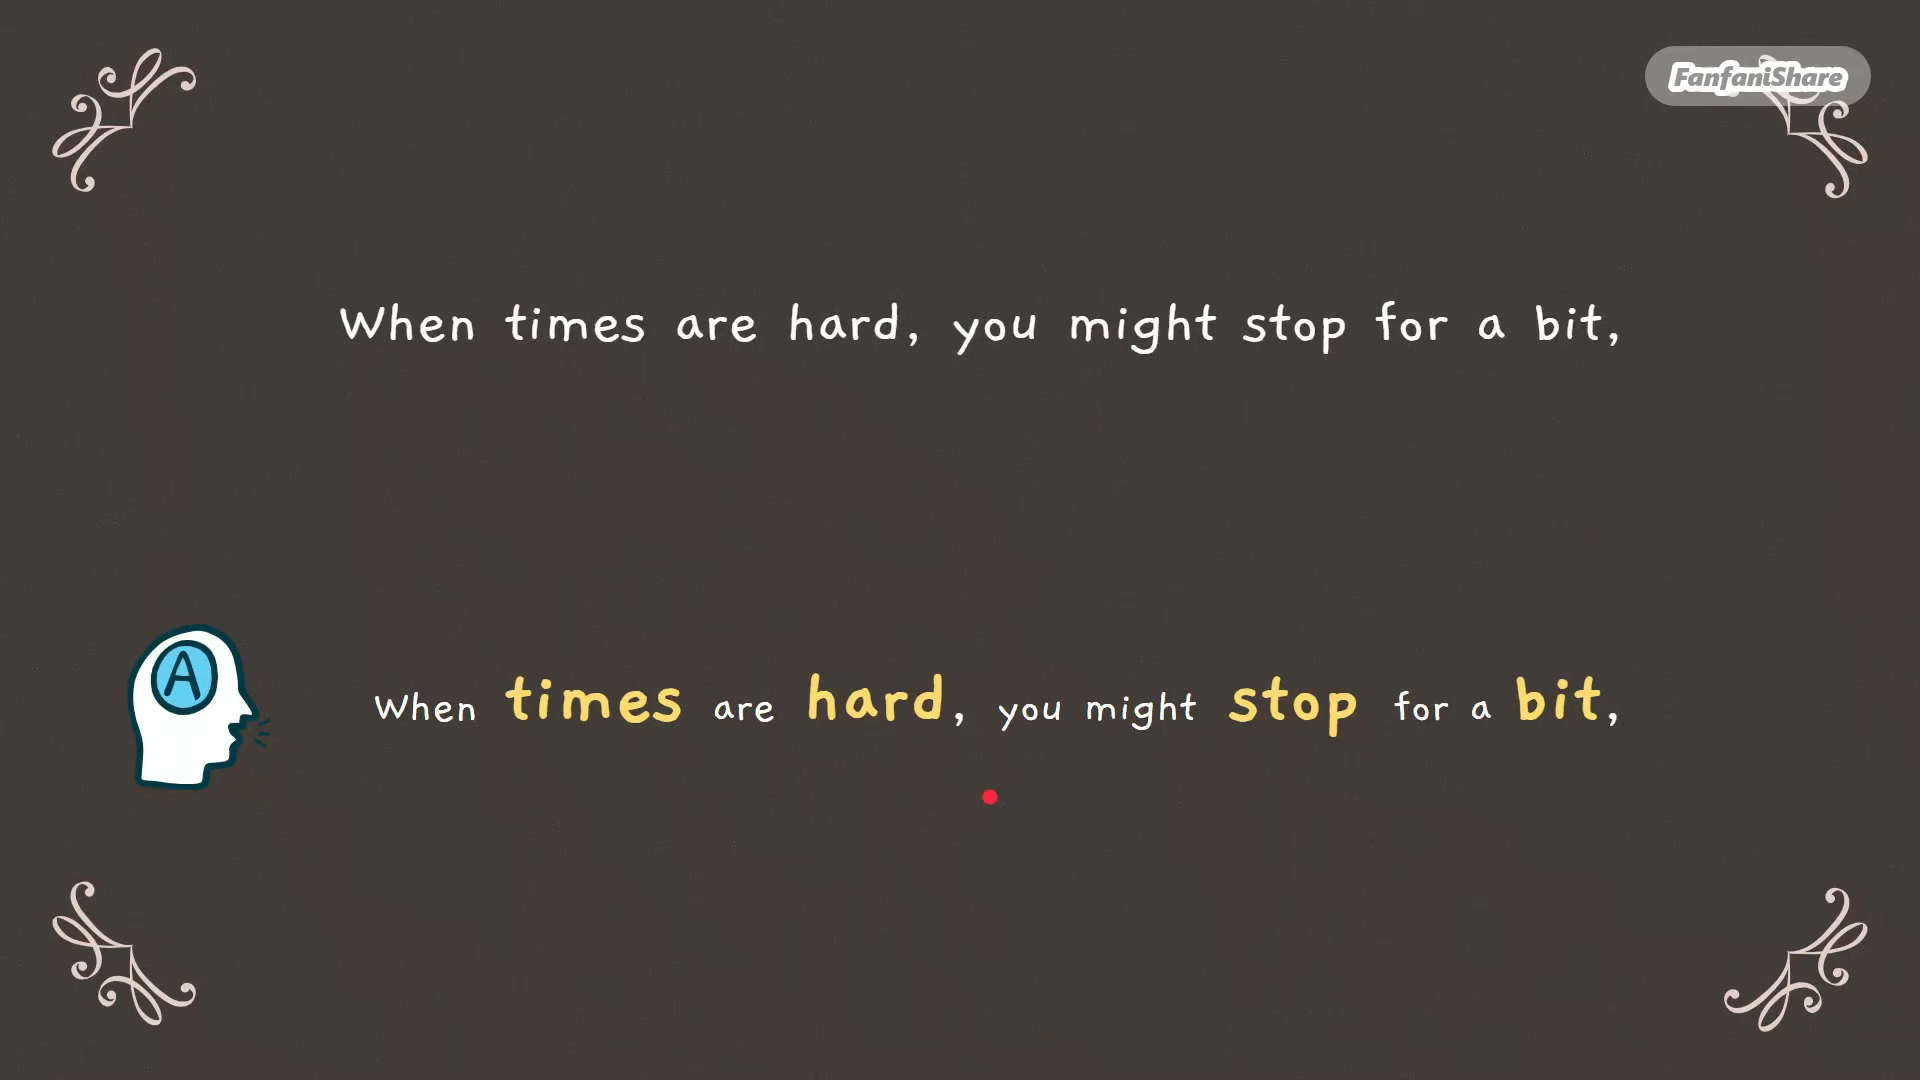 FanfaniShare
When times are hard, you might stop for a bit,
A
When times are hard, you might stop for a bit,